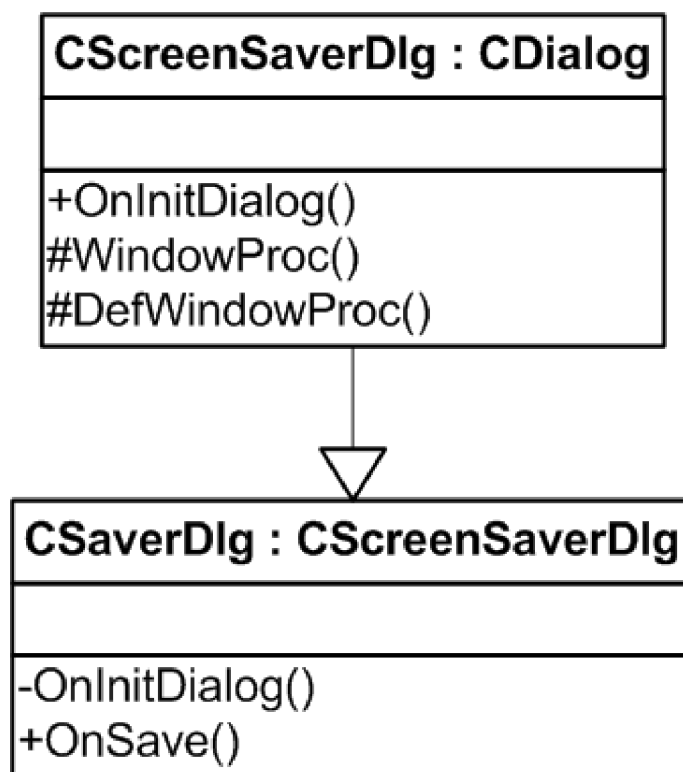 CScreenSaverDlg : CDialog
+OnInitDialog()
#WindowProc()
#DefWindowProc()
CSaverDlg : CScreenSaverDlg
-OnInitDialog()
+OnSave()